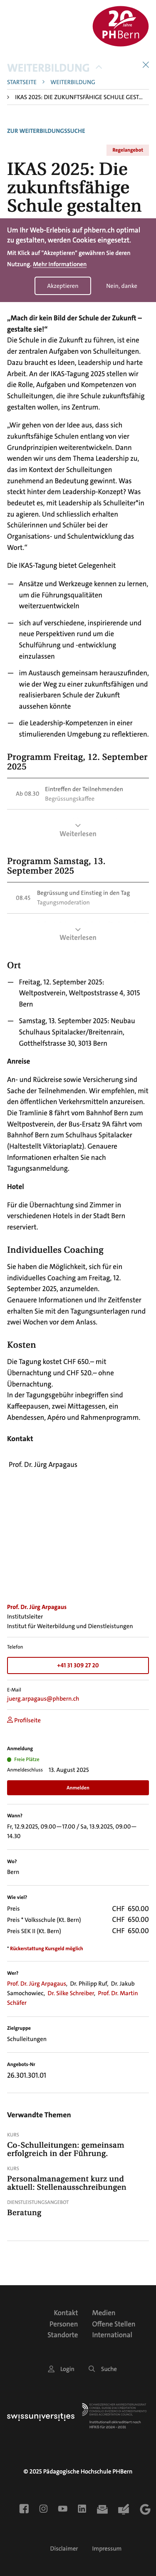 20 Jahre
PHBern
WEITERBILDUNG
STARTSEITE > WEITERBILDUNG
> IKAS 2025: DIE ZUKUNFTSFÄHIGE SCHULE GEST...
ZUR WEITERBILDUNGSSUCHE
Regelangebot
IKAS 2025: Die
zukunftsfähige
Schule gestalten
Um Ihr Web-Erlebnis auf phbern.ch optimal
zu gestalten, werden Cookies eingesetzt.
Mit Klick auf "Akzeptieren" gewähren Sie deren
Nutzung. Mehr Informationen
Akzeptieren
Nein, danke
„Mach dir kein Bild der Schule der Zukunft –
gestalte sie!“
Die Schule in die Zukunft zu führen, ist eine
der zentralen Aufgaben von Schulleitungen.
Doch was braucht es, um diese Rolle
einzunehmen? An der IKAS-Tagung 2025 stellen wir
die Rolle, Aufgaben und Kompetenzen von
Schulleitungen, die ihre Schule zukunftsfähig
gestalten wollen, ins Zentrum.
„Wir gehen von der Idee aus, dass sich
zukunftsfähige Schulen entlang von vier
Grundprinzipien weiterentwickeln. Dann
wenden wir uns dem Thema Leadership zu,
das im Kontext der Schulleitungen
zunehmend an Bedeutung gewinnt. Was
steckt hinter dem Leadership-Konzept? Was
bedeutet es, mit Leadership als Schulleiter*in
zu agieren: Und schliesslich erhalten
Schülerinnen und Schüler bei der
Organisations- und Schulentwicklung das
Wort.“
Die IKAS-Tagung bietet Gelegenheit
— Ansätze und Werkzeuge kennen zu lernen,
um die Führungsqualitäten
weiterzuentwickeln
— sich auf verschiedene, inspirierende und
neue Perspektiven rund um die
Schulführung und -entwicklung
einzulassen
— im Austausch gemeinsam herauszufinden,
wie der Weg zu einer zukunftsfähigen und
realisierbaren Schule der Zukunft
aussehen könnte
— die Leadership-Kompetenzen in einer
stimulierenden Umgebung zu reflektieren.
Programm Freitag, 12. September
2025
Ab 08.30 Eintreffen der Teilnehmenden
Begrüssungskaffee
Weiterlesen
Programm Samstag, 13.
September 2025
08.45 Begrüssung und Einstieg in den Tag
Tagungsmoderation
Weiterlesen
Ort
— Freitag, 12. September 2025:
Weltpostverein, Weltpoststrasse 4, 3015
Bern
— Samstag, 13. September 2025: Neubau
Schulhaus Spitalacker/Breitenrain,
Gotthelfstrasse 30, 3013 Bern
Anreise
An- und Rückreise sowie Versicherung sind
Sache der Teilnehmenden. Wir empfehlen, mit
den öffentlichen Verkehrsmitteln anzureisen.
Die Tramlinie 8 fährt vom Bahnhof Bern zum
Weltpostverein, der Bus-Extra 9A fährt vom
Bahnhof Bern zum Schulhaus Spitalacker
(Haltestellt Viktoriaplatz). Genauere
Informationen erhalten Sie nach
Tagungsanmeldung.
Hotel
Für die Übernachtung sind Zimmer in
verschiedenen Hotels in der Stadt Bern
reserviert.
Individuelles Coaching
Sie haben die Möglichkeit, sich für ein
individuelles Coaching am Freitag, 12.
September 2025, anzumelden.
Genauere Informationen und Ihr Zeitfenster
erhalten Sie mit den Tagungsunterlagen rund
zwei Wochen vor dem Anlass.
Kosten
Die Tagung kostet CHF 650.– mit
Übernachtung und CHF 520.– ohne
Übernachtung.
In der Tagungsgebühr inbegriffen sind
Kaffeepausen, zwei Mittagessen, ein
Abendessen, Apéro und Rahmenprogramm.
Kontakt
Prof. Dr. Jürg Arpagaus
Prof. Dr. Jürg Arpagaus
Institutsleiter
Institut für Weiterbildung und Dienstleistungen
Telefon
+41 31 309 27 20
E-Mail
juerg.arpagaus@phbern.ch
Profilseite
Anmeldung
Freie Plätze
Anmeldeschluss 13. August 2025
Anmelden
Wann?
Fr, 12.9.2025, 09.00—17.00 / Sa, 13.9.2025, 09.00—
14.30
Wo?
Bern
Wie viel?
Preis CHF 650.00
Preis * Volksschule (Kt. Bern) CHF 650.00
Preis SEK II (Kt. Bern) CHF 650.00
* Rückerstattung Kursgeld möglich
Wer?
Prof. Dr. Jürg Arpagaus, Dr. Philipp Ruf, Dr. Jakub
Samochowiec, Dr. Silke Schreiber, Prof. Dr. Martin
Schäfer
Zielgruppe
Schulleitungen
Angebots-Nr
26.301.301.01
Verwandte Themen
KURS
Co-Schulleitungen: gemeinsam
erfolgreich in der Führung.
KURS
Personalmanagement kurz und
aktuell: Stellenausschreibungen
DIENSTLEISTUNGSANGEBOT
Beratung
Kontakt Medien
Personen Offene Stellen
Standorte International
Login Suche
swissuniversities
© 2025 Pädagogische Hochschule PHBern
Disclaimer Impressum